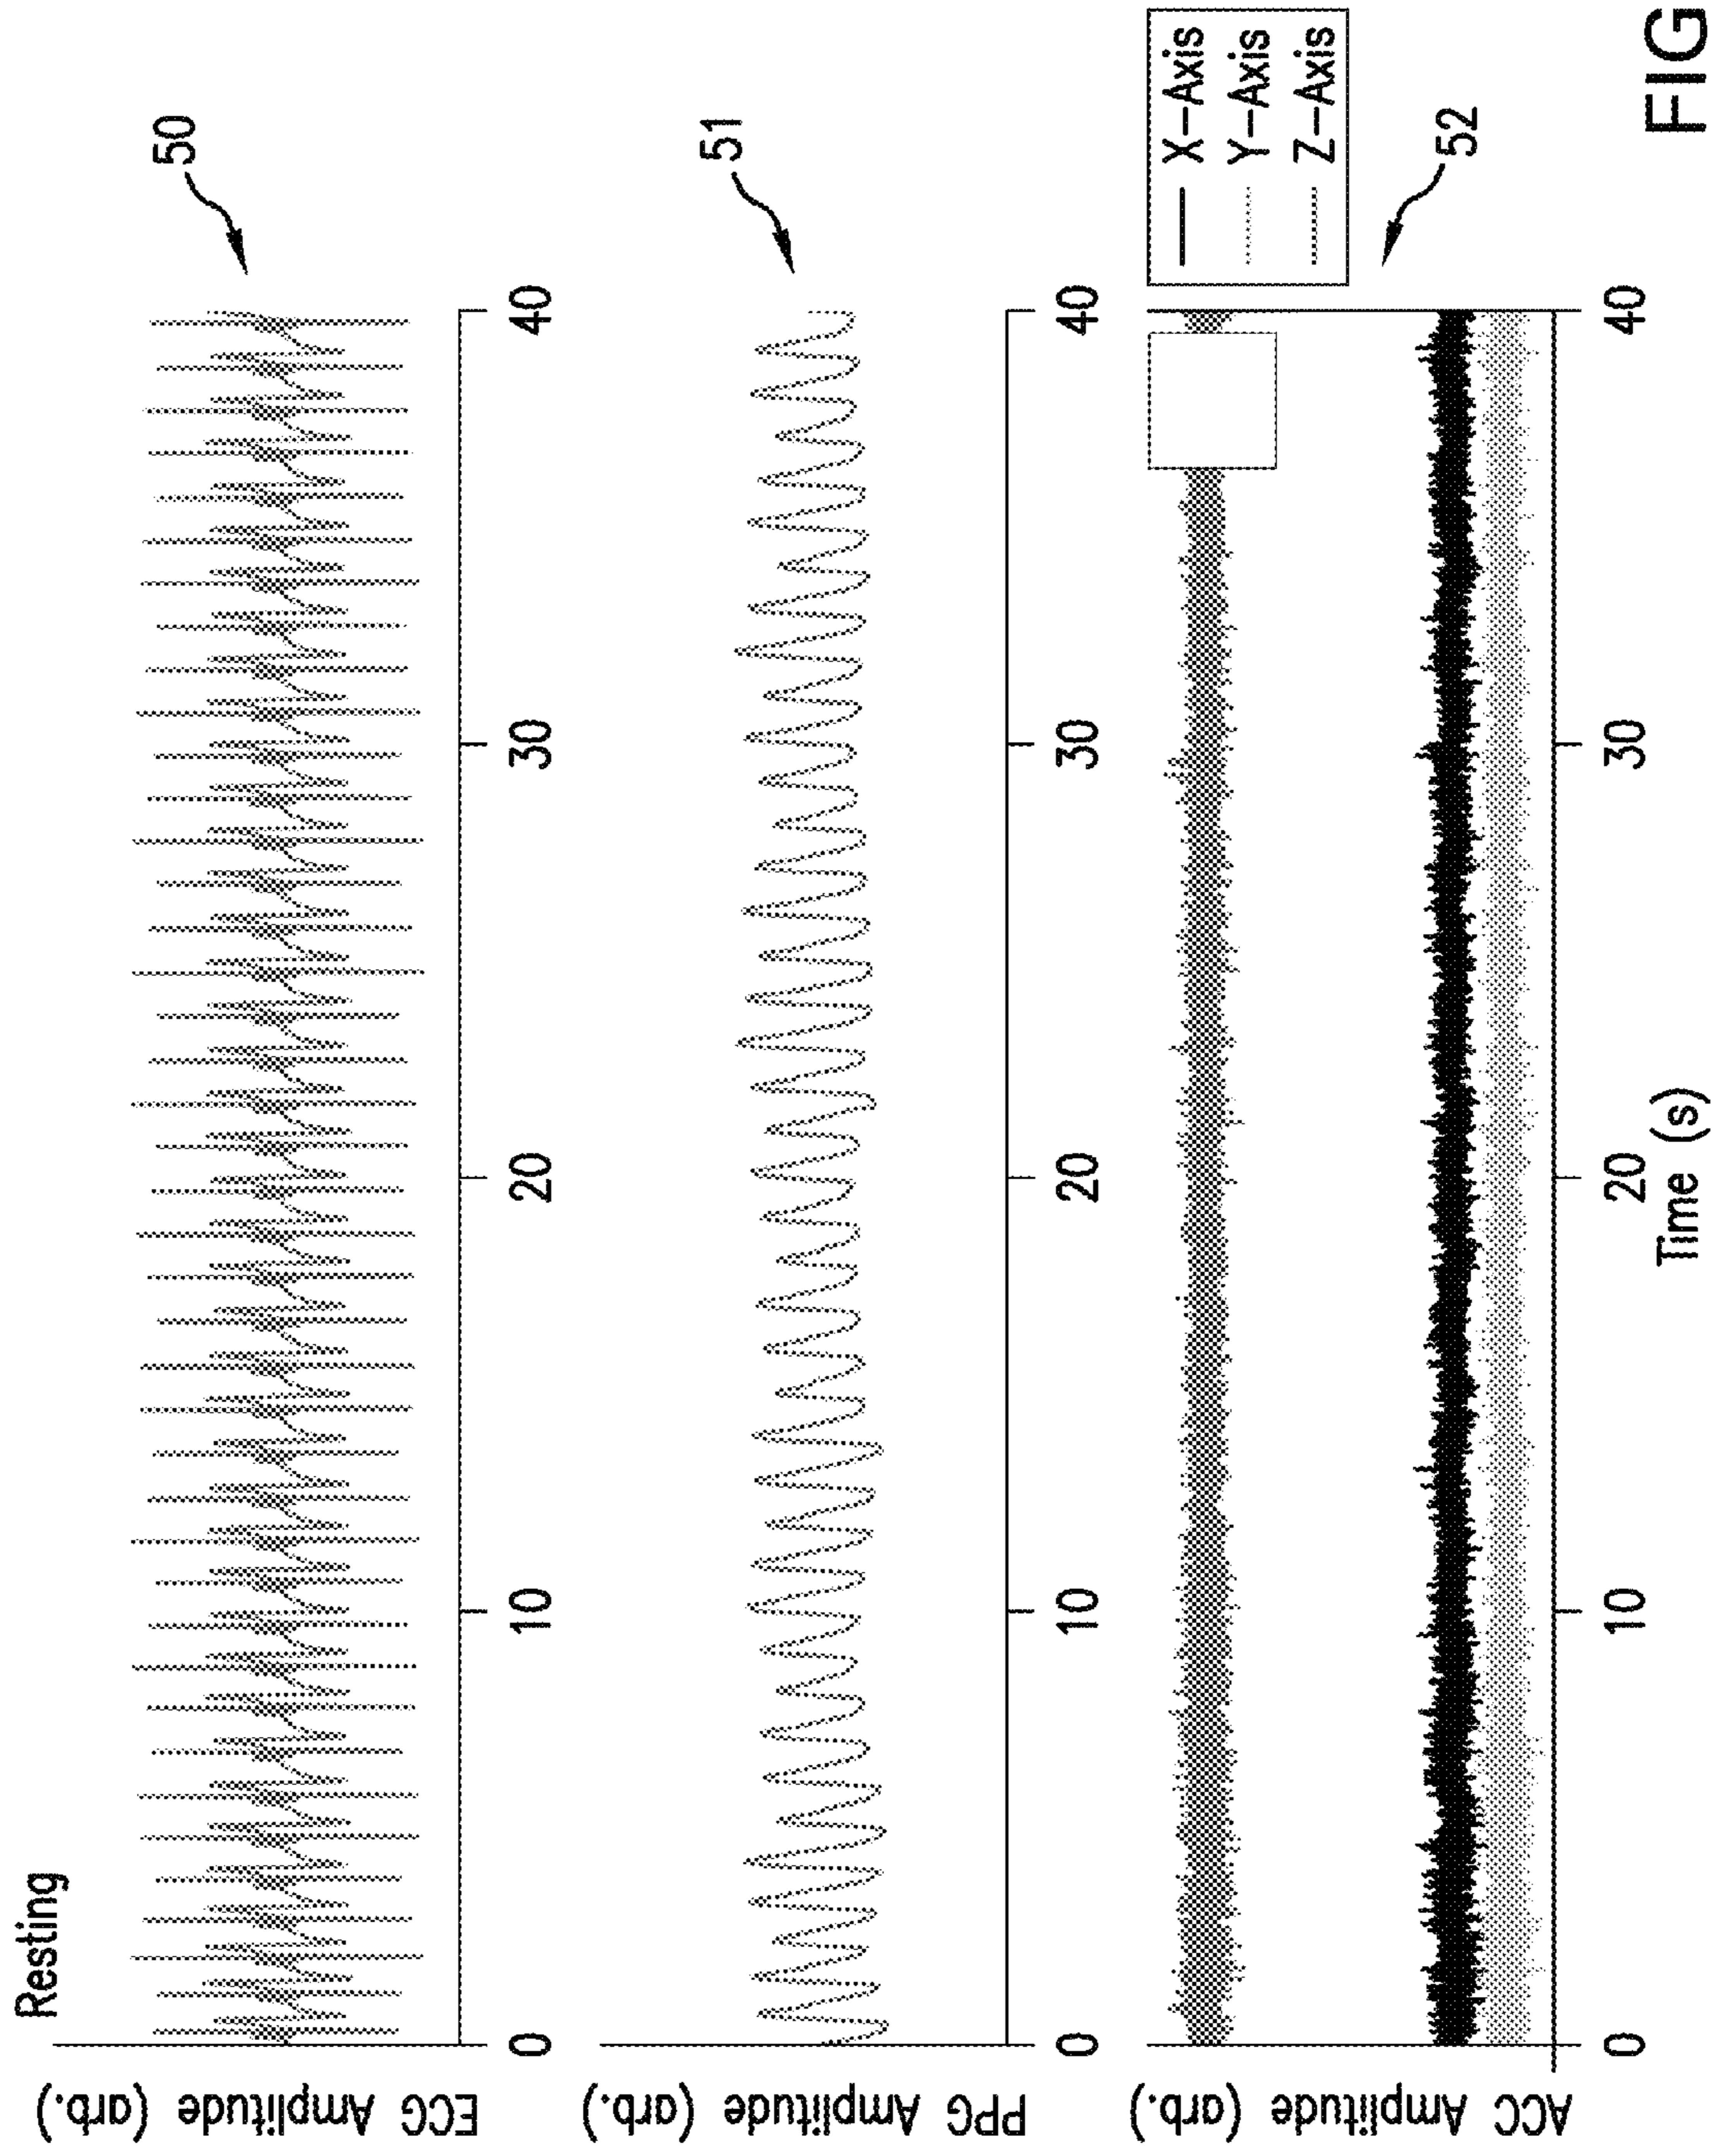 Resting
ECG Amplitude (arb.)
50
0
10
20
30
40
PPG Amplitude (arb.)
51
0
10
20
30
40
ACC Amplitude (arb.)
X-Axis
Y-Axis
Z-Axis
52
0
10
20
30
40
Time (s)
FIG